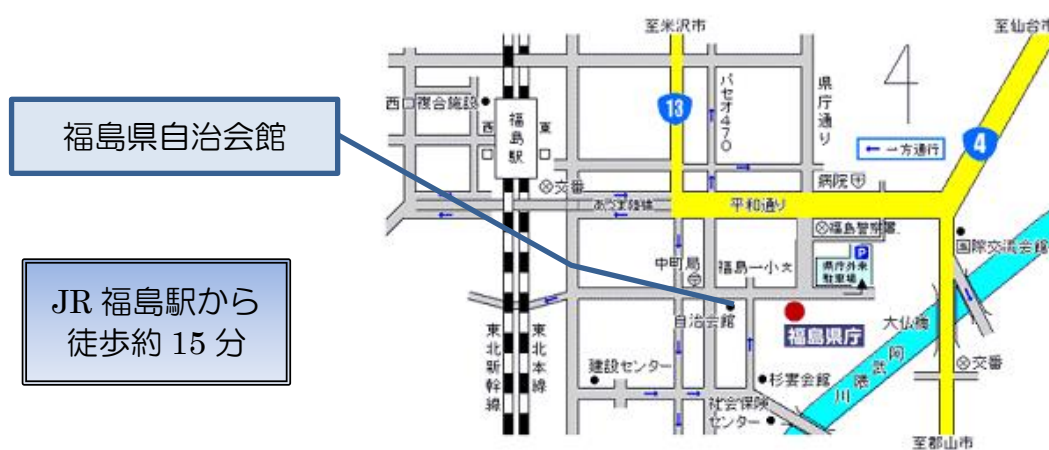 福島県自治会館
JR 福島駅から
徒歩約 15 分
至米沢市
至仙台市
西口複合施設
福島駅
西口
東口
13
パセオ470
県庁通り
4
一方通行
交番
病院
あづま陸橋
平和通り
福島警察署
国際交流会館
中町局
福島一小
文
P
県庁外来
駐車場
自治会館
福島県庁
大仏橋
阿武隈川
東北新幹線
東北本線
建設センター
杉妻会館
交番
社会保険
センター
至郡山市